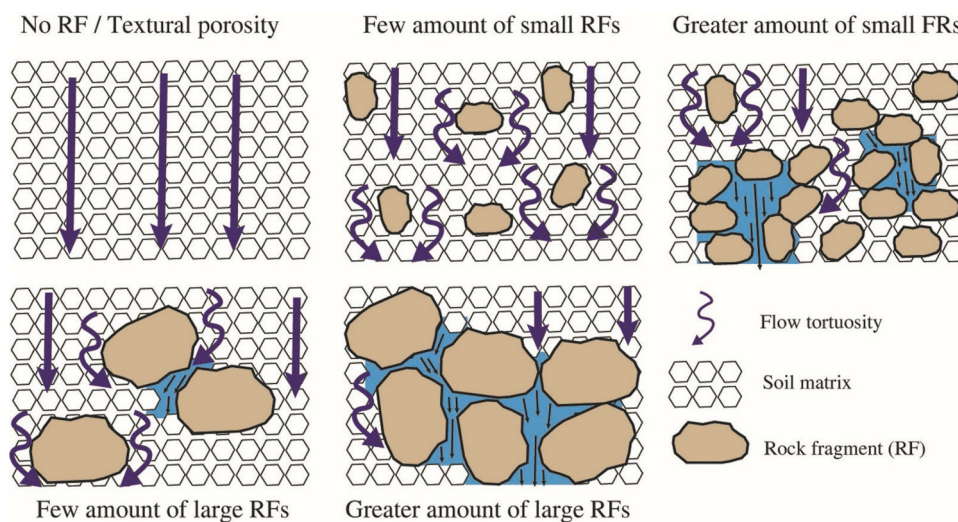 No RF / Textural porosity
Few amount of small RFs
Greater amount of small FRs
Flow tortuosity
Soil matrix
Rock fragment (RF)
Few amount of large RFs
Greater amount of large RFs